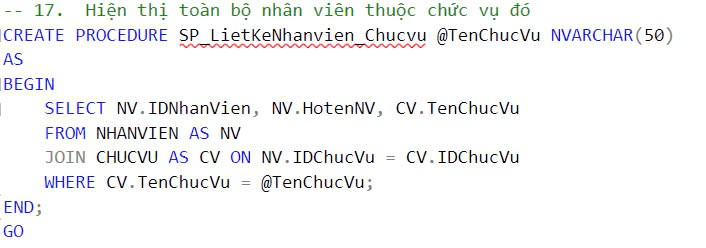 -- 17.  Hiện thị toàn bộ nhân viên thuộc chức vụ đó
CREATE PROCEDURE SP_LietKeNhanvien_Chucvu @TenChucVu NVARCHAR(50)
AS
BEGIN
    SELECT NV.IDNhanVien, NV.HotenNV, CV.TenChucVu
    FROM NHANVIEN AS NV
    JOIN CHUCVU AS CV ON NV.IDChucVu = CV.IDChucVu
    WHERE CV.TenChucVu = @TenChucVu;
END;
GO